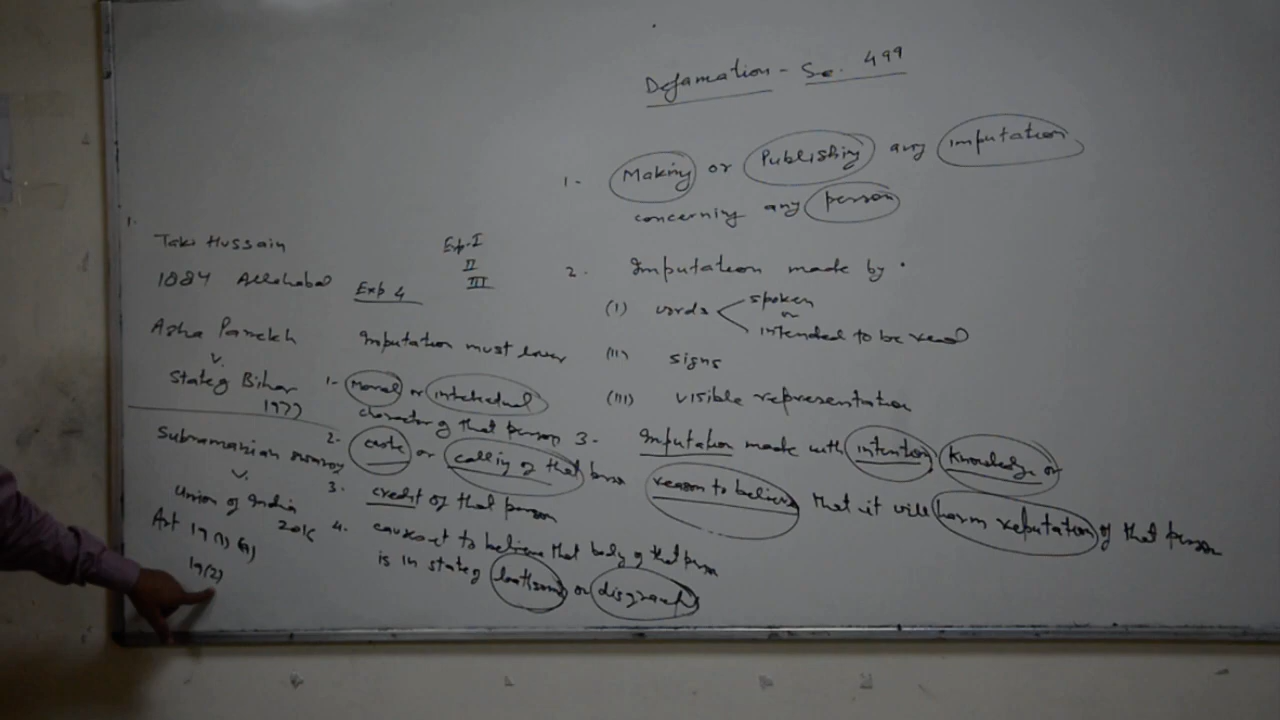 Defamation - Sec. 499
1- Making or Publishing any imputation
concerning any person
2. Imputation made by
(I) words spoken
or
intended to be read
(II) signs
(III) visible representation
3- Imputation made with intention Knowledge or
reason to believe that it will harm reputation of that person
1.
Taki Hussain
1884 Allahabad
Asha Parekh
V.
State of Bihar
1977
Subramanian Swamy
V.
Union of India
2016
Art 19(1)(a)
19(2)
Exp. I
II
III
Exp 4
Imputation must lower
1- Moral or intellectual
character of that person
2- caste or calling of that person
3. credit of that person
4. causes it to believe that body of that person
is in state of loathsome or disgraceful